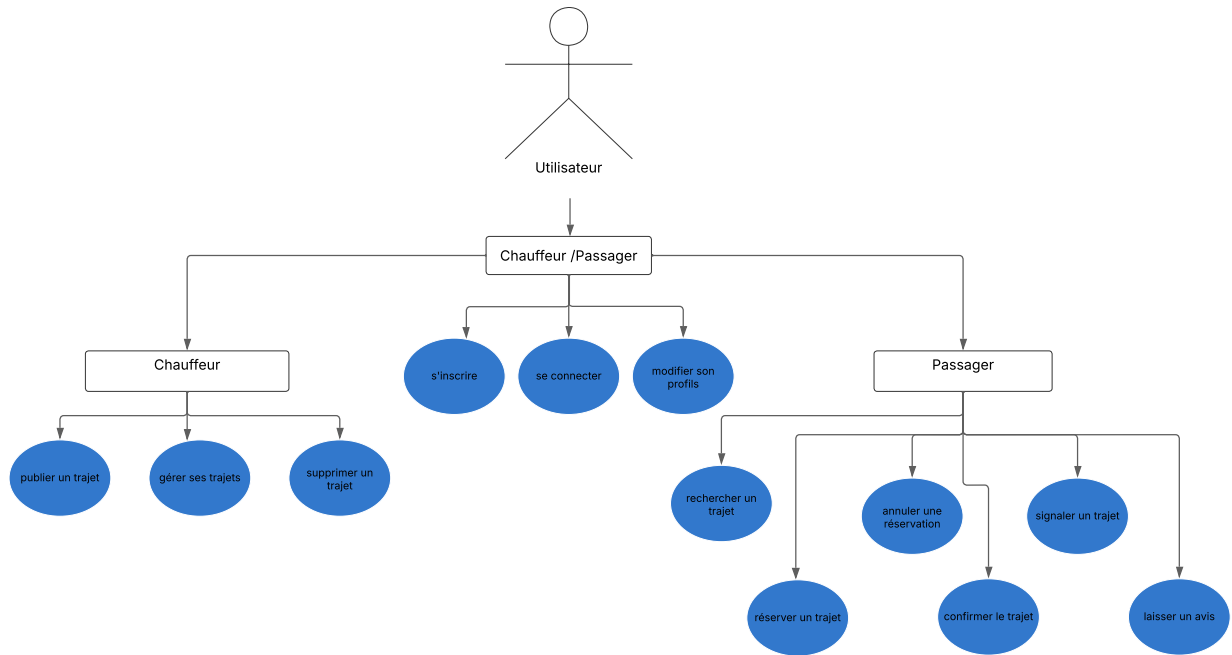 Utilisateur
Chauffeur /Passager
Chauffeur
Passager
s'inscrire
se connecter
modifier son
profils
publier un trajet
gérer ses trajets
supprimer un
trajet
rechercher un
trajet
annuler une
réservation
signaler un trajet
réserver un trajet
confirmer le trajet
laisser un avis